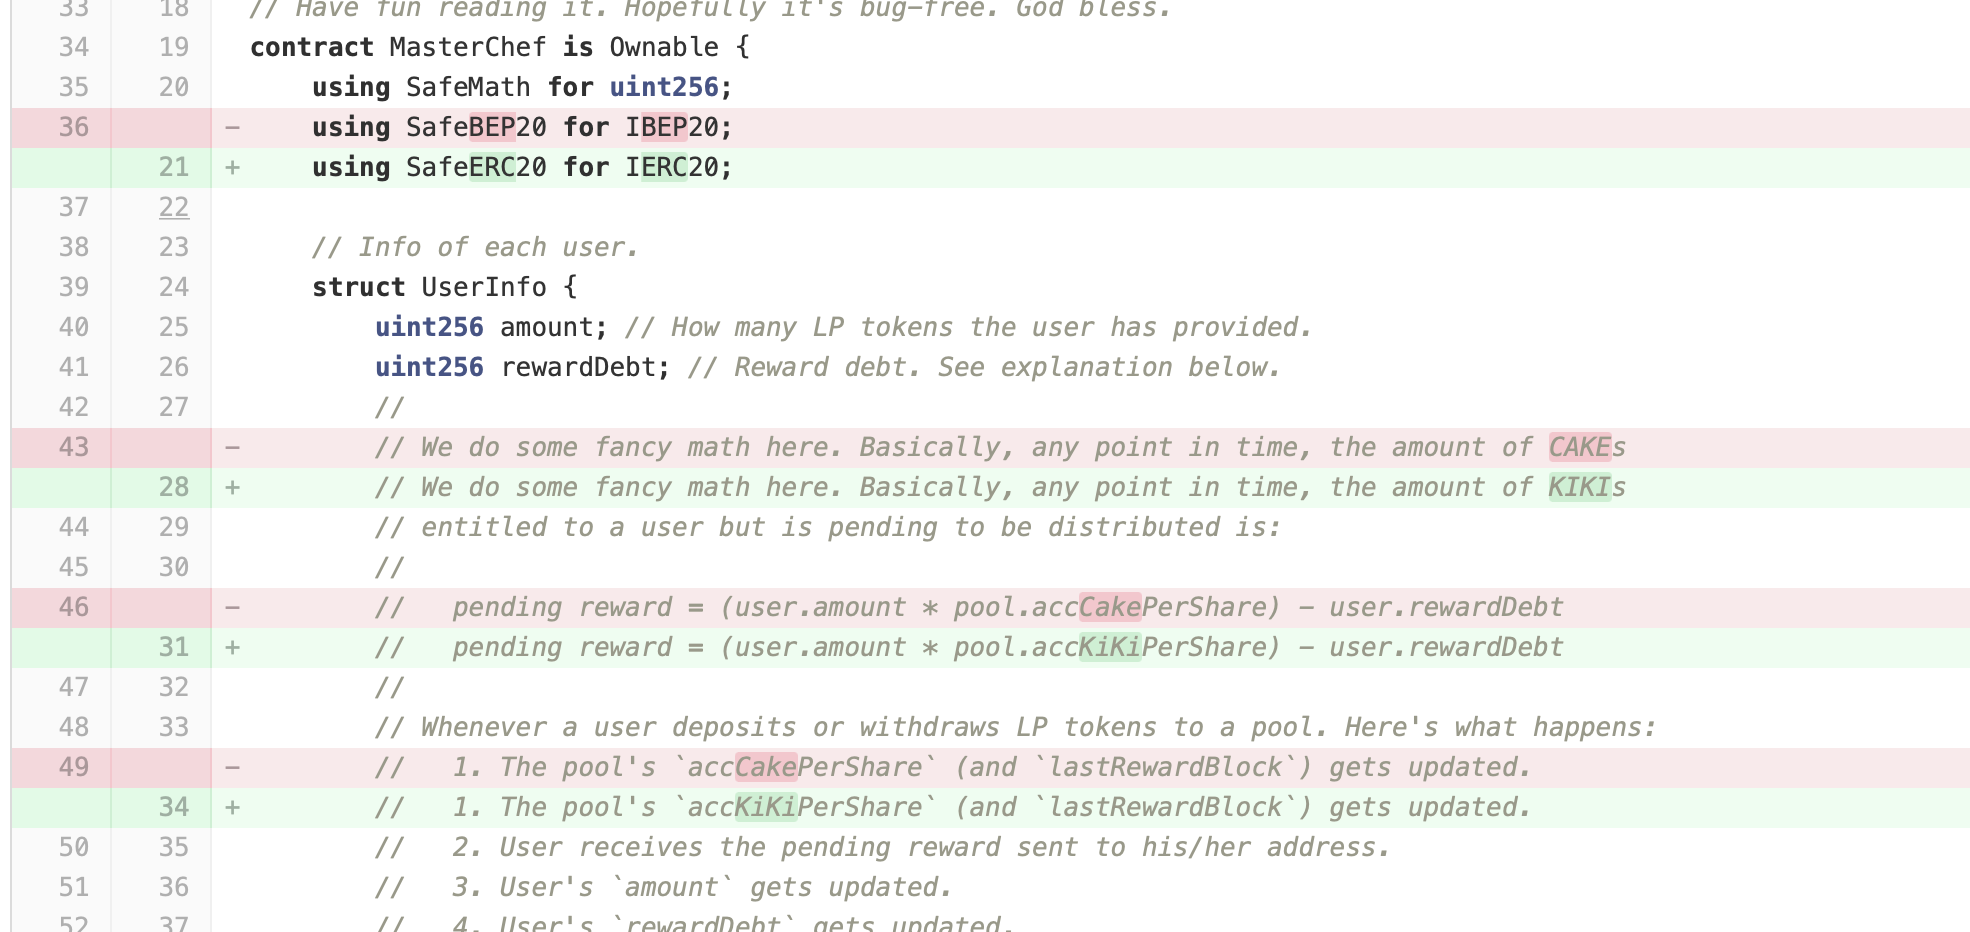 33 18 // Have fun reading it. Hopefully it's bug-free. God bless.
34 19 contract MasterChef is Ownable {
35 20 using SafeMath for uint256;
36 - using SafeBEP20 for IBEP20;
21 + using SafeERC20 for IERC20;
37 22
38 23 // Info of each user.
39 24 struct UserInfo {
40 25 uint256 amount; // How many LP tokens the user has provided.
41 26 uint256 rewardDebt; // Reward debt. See explanation below.
42 27 //
43 - // We do some fancy math here. Basically, any point in time, the amount of CAKEs
28 + // We do some fancy math here. Basically, any point in time, the amount of KIKIs
44 29 // entitled to a user but is pending to be distributed is:
45 30 //
46 - // pending reward = (user.amount * pool.accCakePerShare) - user.rewardDebt
31 + // pending reward = (user.amount * pool.accKiKiPerShare) - user.rewardDebt
47 32 //
48 33 // Whenever a user deposits or withdraws LP tokens to a pool. Here's what happens:
49 - // 1. The pool's `accCakePerShare` (and `lastRewardBlock`) gets updated.
34 + // 1. The pool's `accKiKiPerShare` (and `lastRewardBlock`) gets updated.
50 35 // 2. User receives the pending reward sent to his/her address.
51 36 // 3. User's `amount` gets updated.
52 37 // 4. User's `rewardDebt` gets updated.